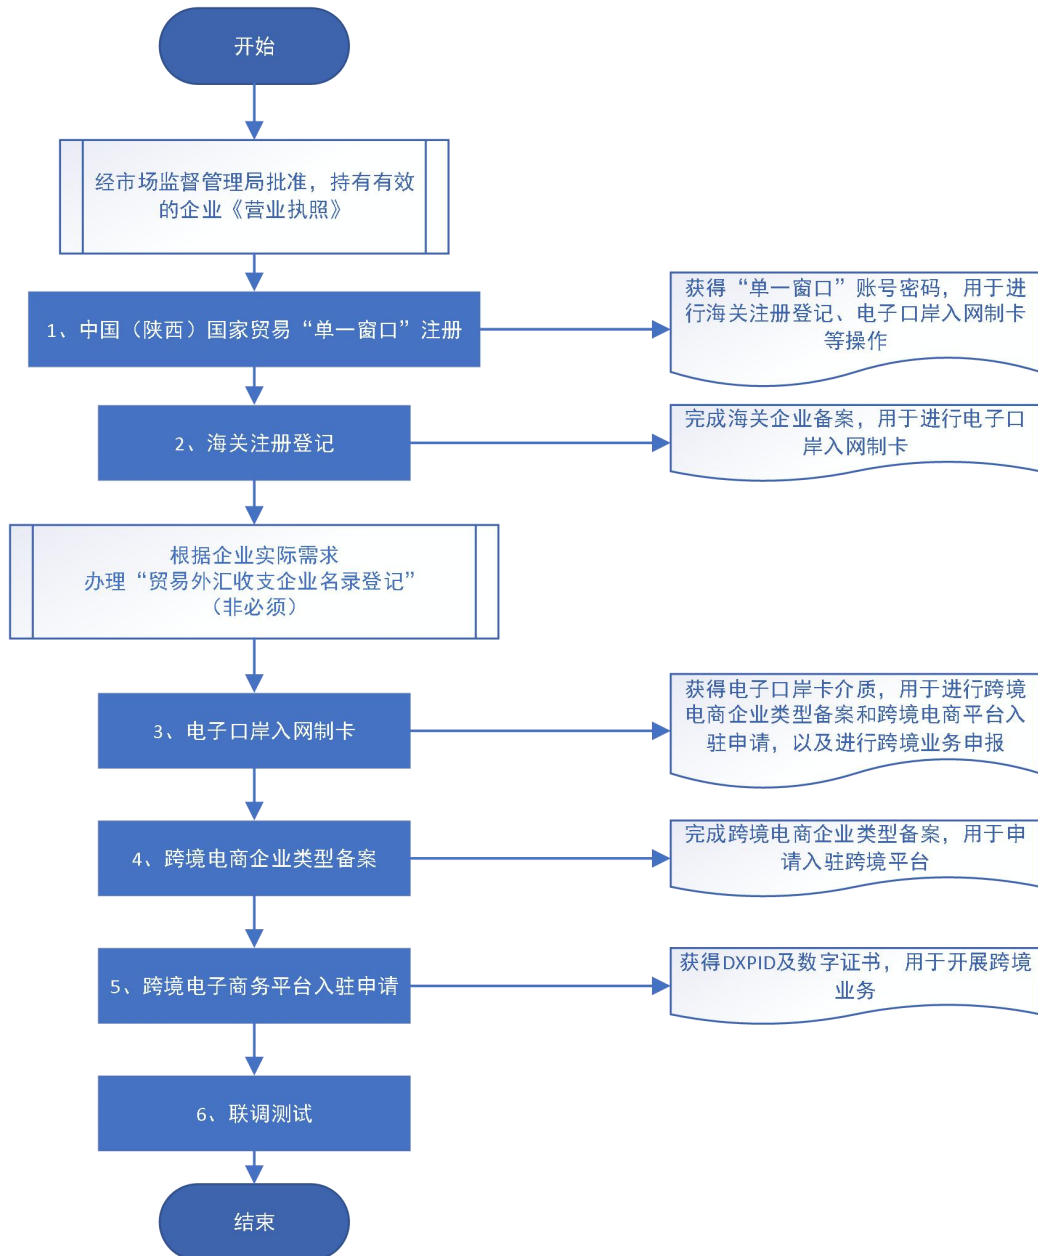 开始
经市场监督管理局批准，持有有效
的企业《营业执照》
1、中国（陕西）国家贸易“单一窗口”注册
获得“单一窗口”账号密码，用于进
行海关注册登记、电子口岸入网制卡
等操作
2、海关注册登记
完成海关企业备案，用于进行电子口
岸入网制卡
根据企业实际需求
办理“贸易外汇收支企业名录登记”
（非必须）
3、电子口岸入网制卡
获得电子口岸卡介质，用于进行跨境
电商企业类型备案和跨境电商平台入
驻申请，以及进行跨境业务申报
4、跨境电商企业类型备案
完成跨境电商企业类型备案，用于申
请入驻跨境平台
5、跨境电子商务平台入驻申请
获得DXPID及数字证书，用于开展跨境
业务
6、联调测试
结束